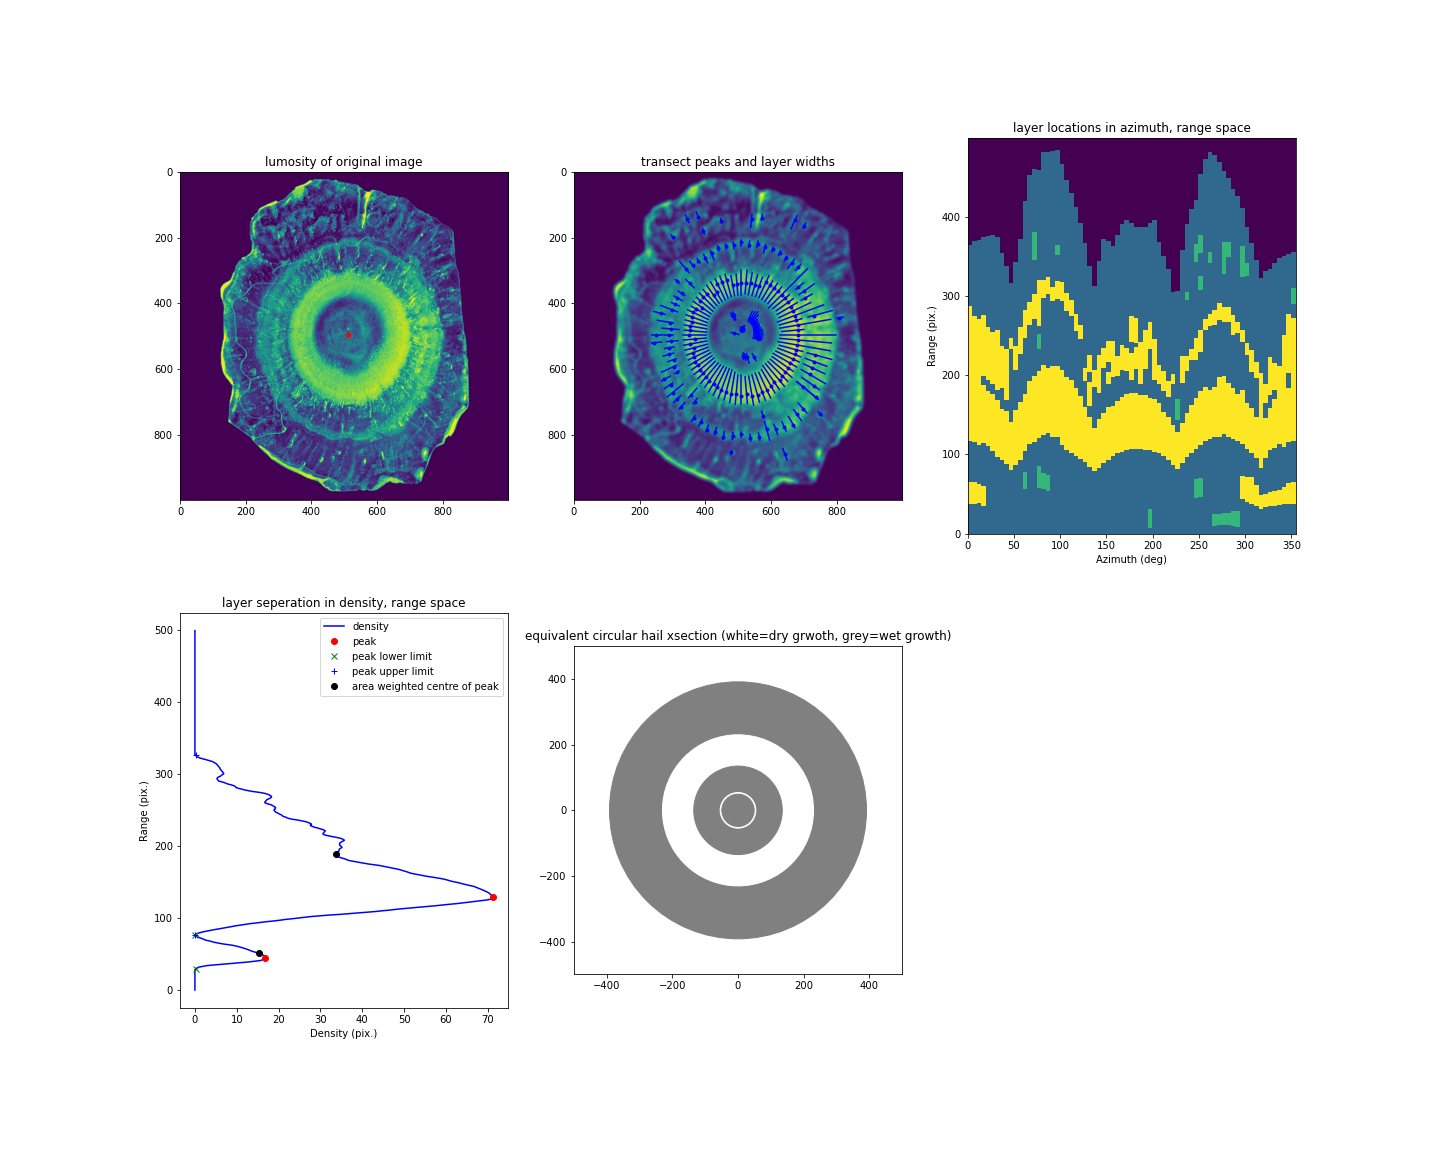 lumosity of original image
0
200
400
600
800
0 200 400 600 800
transect peaks and layer widths
0
200
400
600
800
0 200 400 600 800
layer locations in azimuth, range space
Range (pix.)
400
300
200
100
0
0 50 100 150 200 250 300 350
Azimuth (deg)
layer seperation in density, range space
density
peak
peak lower limit
peak upper limit
area weighted centre of peak
Range (pix.)
500
400
300
200
100
0
0 10 20 30 40 50 60 70
Density (pix.)
equivalent circular hail xsection (white=dry grwoth, grey=wet growth)
400
200
0
−200
−400
−400 −200 0 200 400